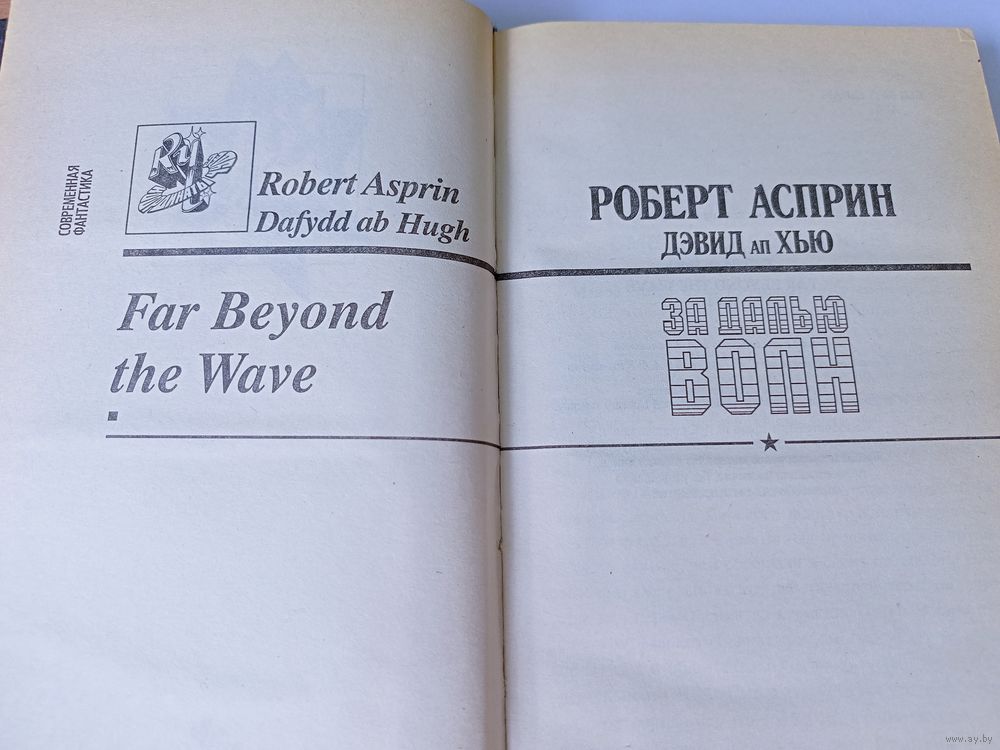 СОВРЕМЕННАЯ
ФАНТАСТИКА
Robert Asprin
Dafydd ab Hugh
Far Beyond
the Wave
РОБЕРТ АСПРИН
ДЭВИД АП ХЬЮ
ЗА ДАЛЬЮ
ВОЛН
www.ay.by